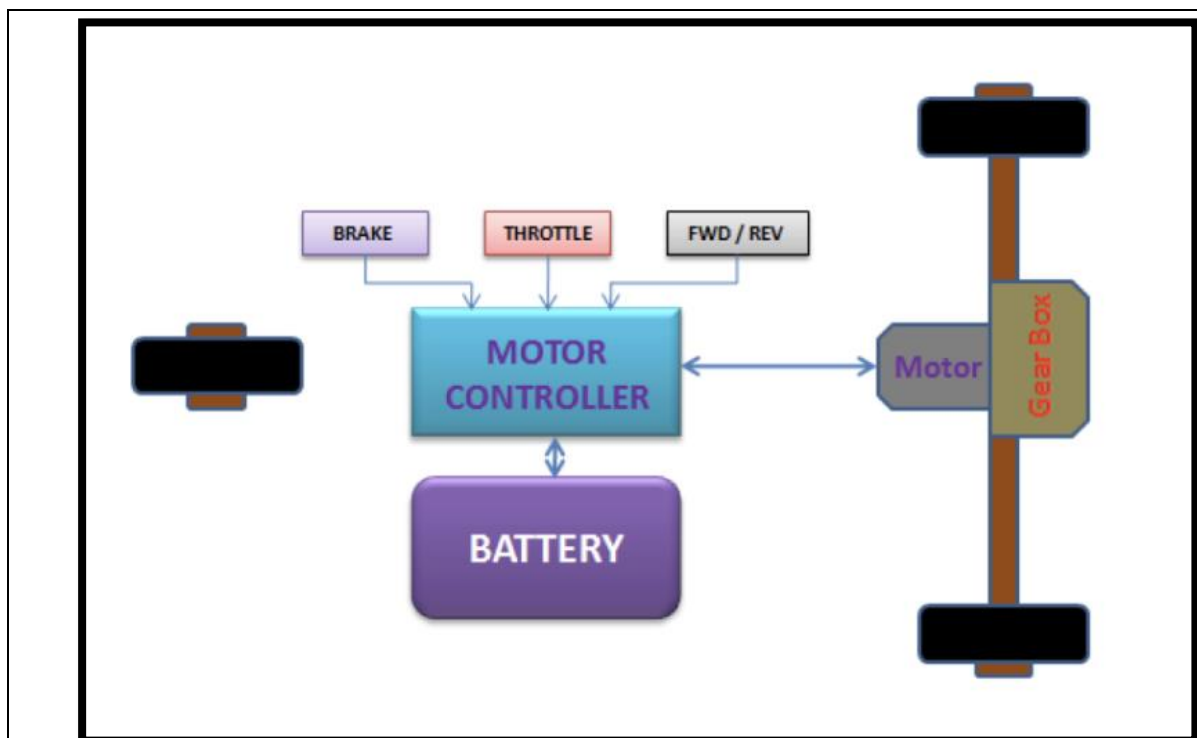 BRAKE
THROTTLE
FWD / REV
MOTOR
CONTROLLER
Motor
Gear Box
BATTERY